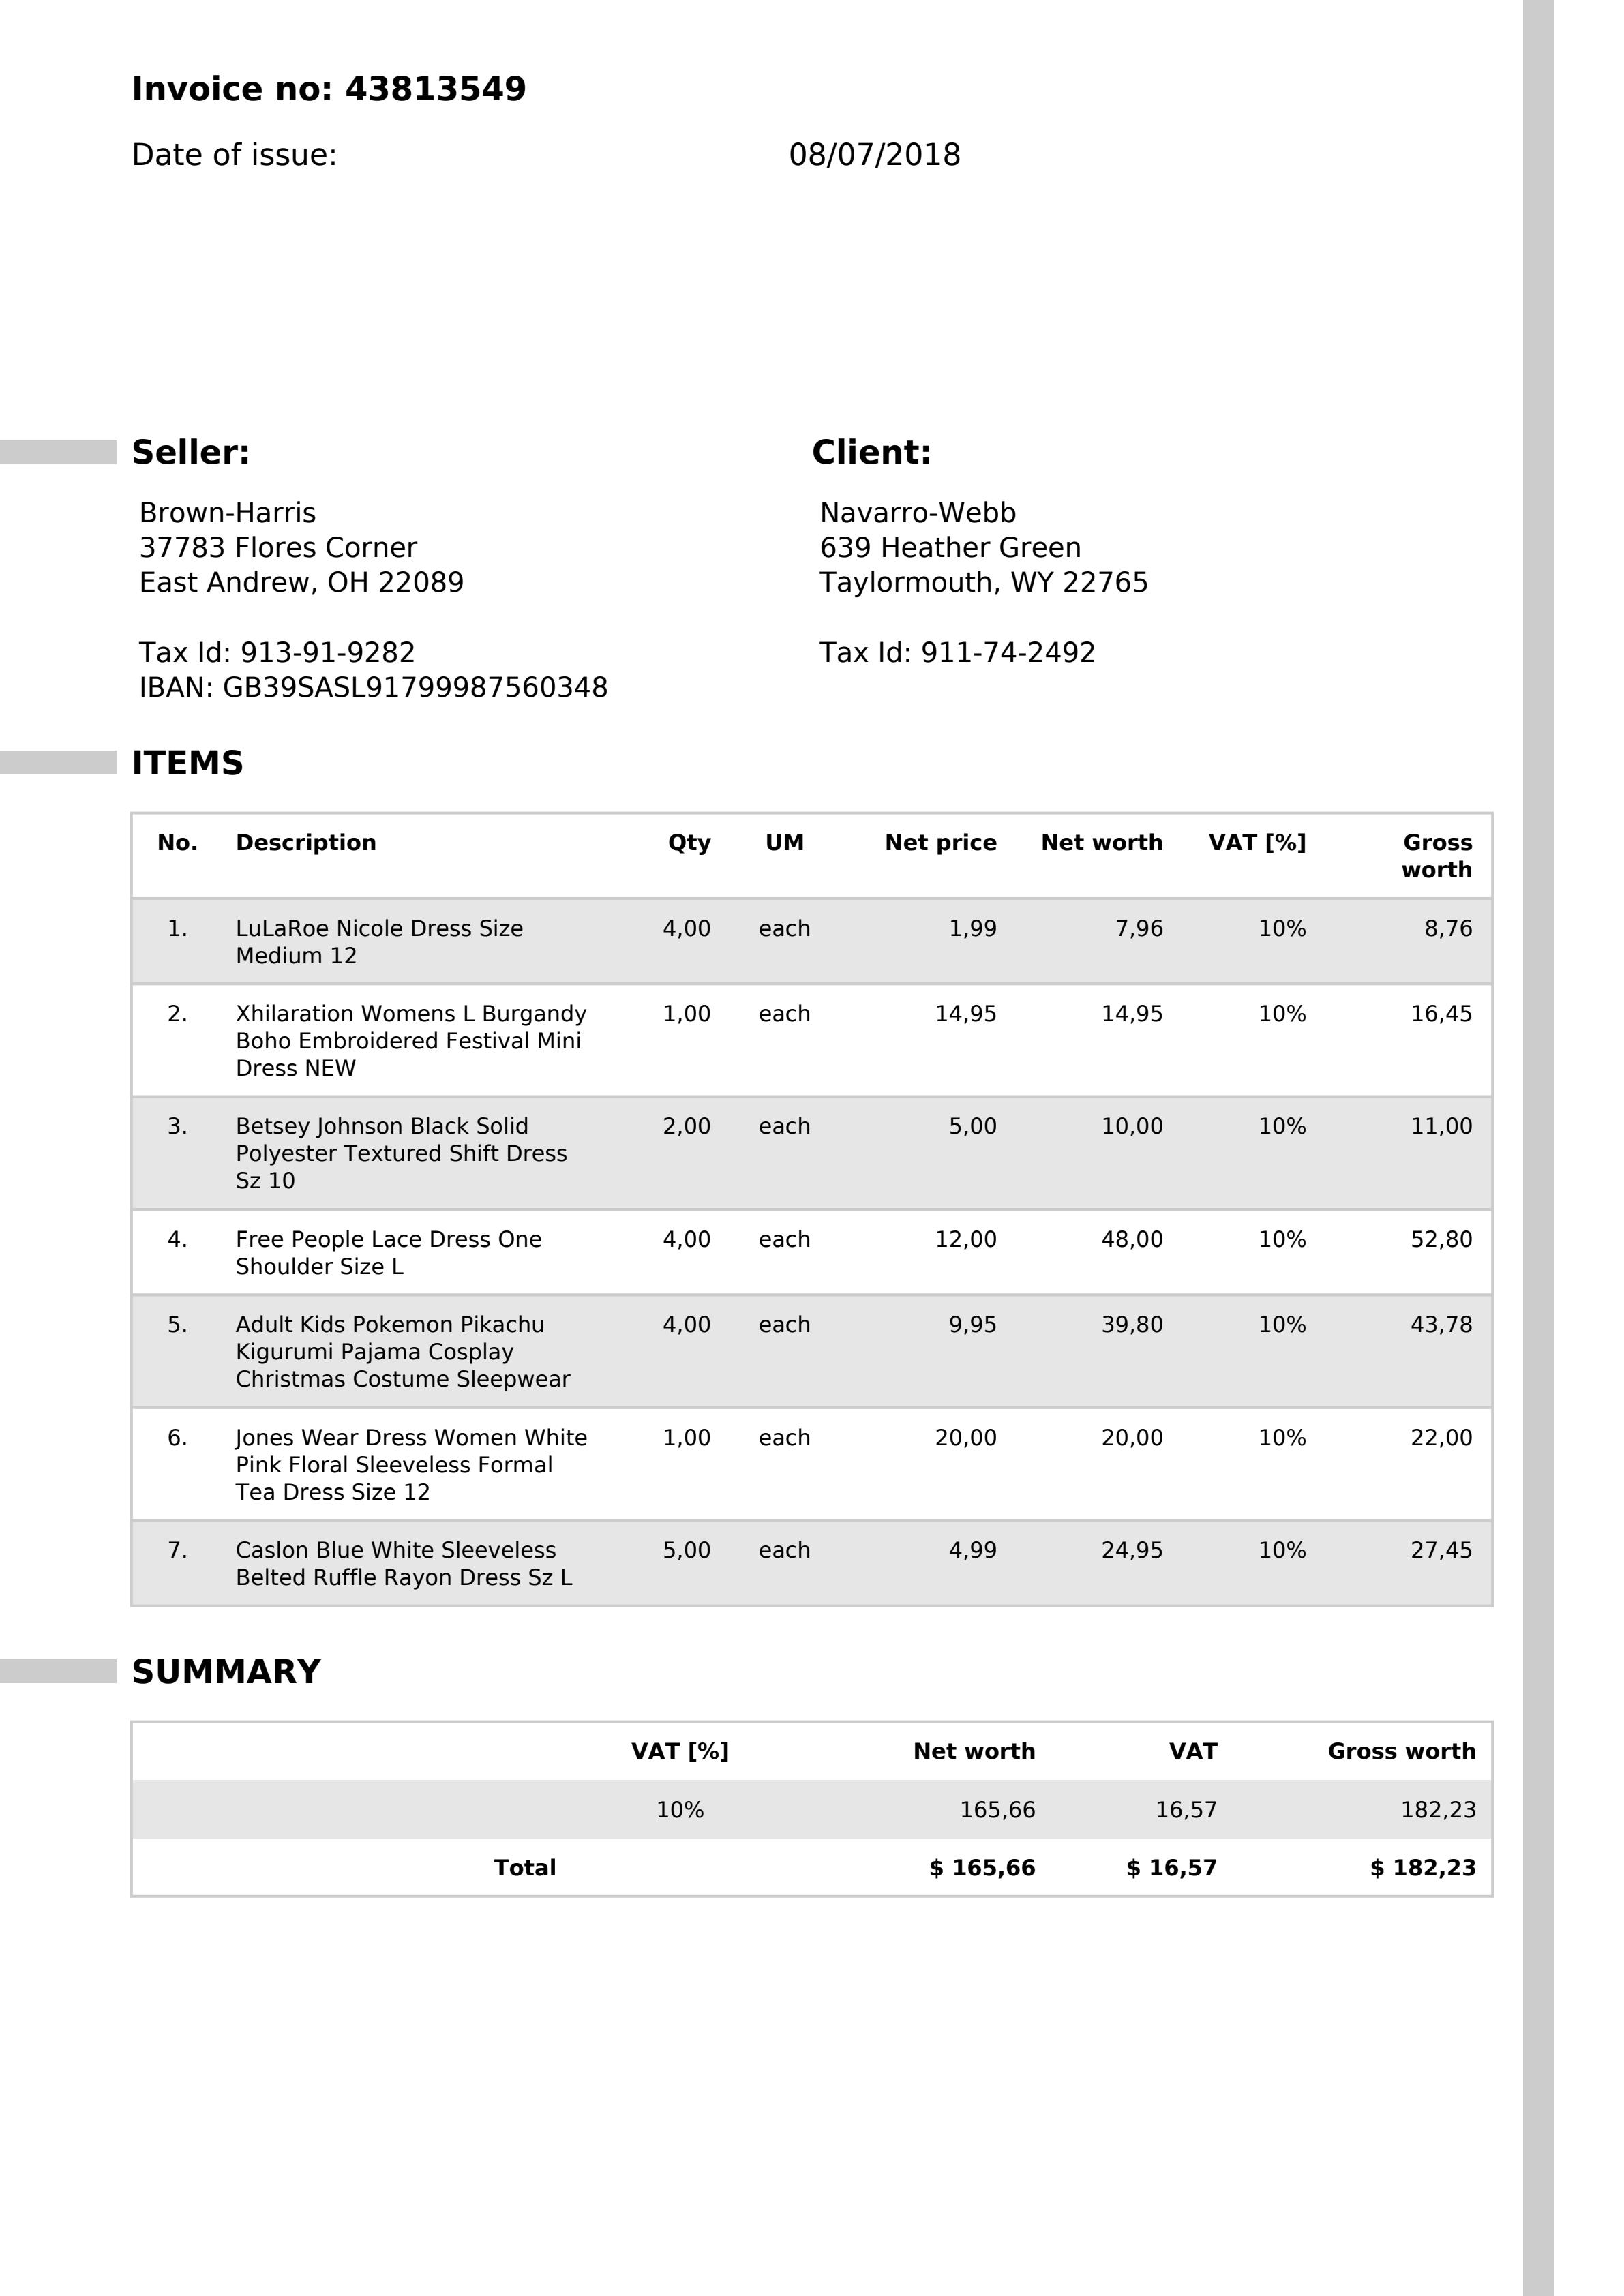 Invoice no: 43813549
Date of issue: 08/07/2018
Seller: Client:
Brown-Harris Navarro-Webb
37783 Flores Corner 639 Heather Green
East Andrew, OH 22089 Taylormouth, WY 22765
Tax Id: 913-91-9282 Tax Id: 911-74-2492
IBAN: GB39SASL91799987560348
ITEMS
No. Description Qty UM Net price Net worth VAT [%] Gross
worth
1. LuLaRoe Nicole Dress Size 4,00 each 1,99 7,96 10% 8,76
Medium 12
2. Xhilaration Womens L Burgandy 1,00 each 14,95 14,95 10% 16,45
Boho Embroidered Festival Mini
Dress NEW
3. Betsey Johnson Black Solid 2,00 each 5,00 10,00 10% 11,00
Polyester Textured Shift Dress
Sz 10
4. Free People Lace Dress One 4,00 each 12,00 48,00 10% 52,80
Shoulder Size L
5. Adult Kids Pokemon Pikachu 4,00 each 9,95 39,80 10% 43,78
Kigurumi Pajama Cosplay
Christmas Costume Sleepwear
6. Jones Wear Dress Women White 1,00 each 20,00 20,00 10% 22,00
Pink Floral Sleeveless Formal
Tea Dress Size 12
7. Caslon Blue White Sleeveless 5,00 each 4,99 24,95 10% 27,45
Belted Ruffle Rayon Dress Sz L
SUMMARY
VAT [%] Net worth VAT Gross worth
10% 165,66 16,57 182,23
Total $ 165,66 $ 16,57 $ 182,23